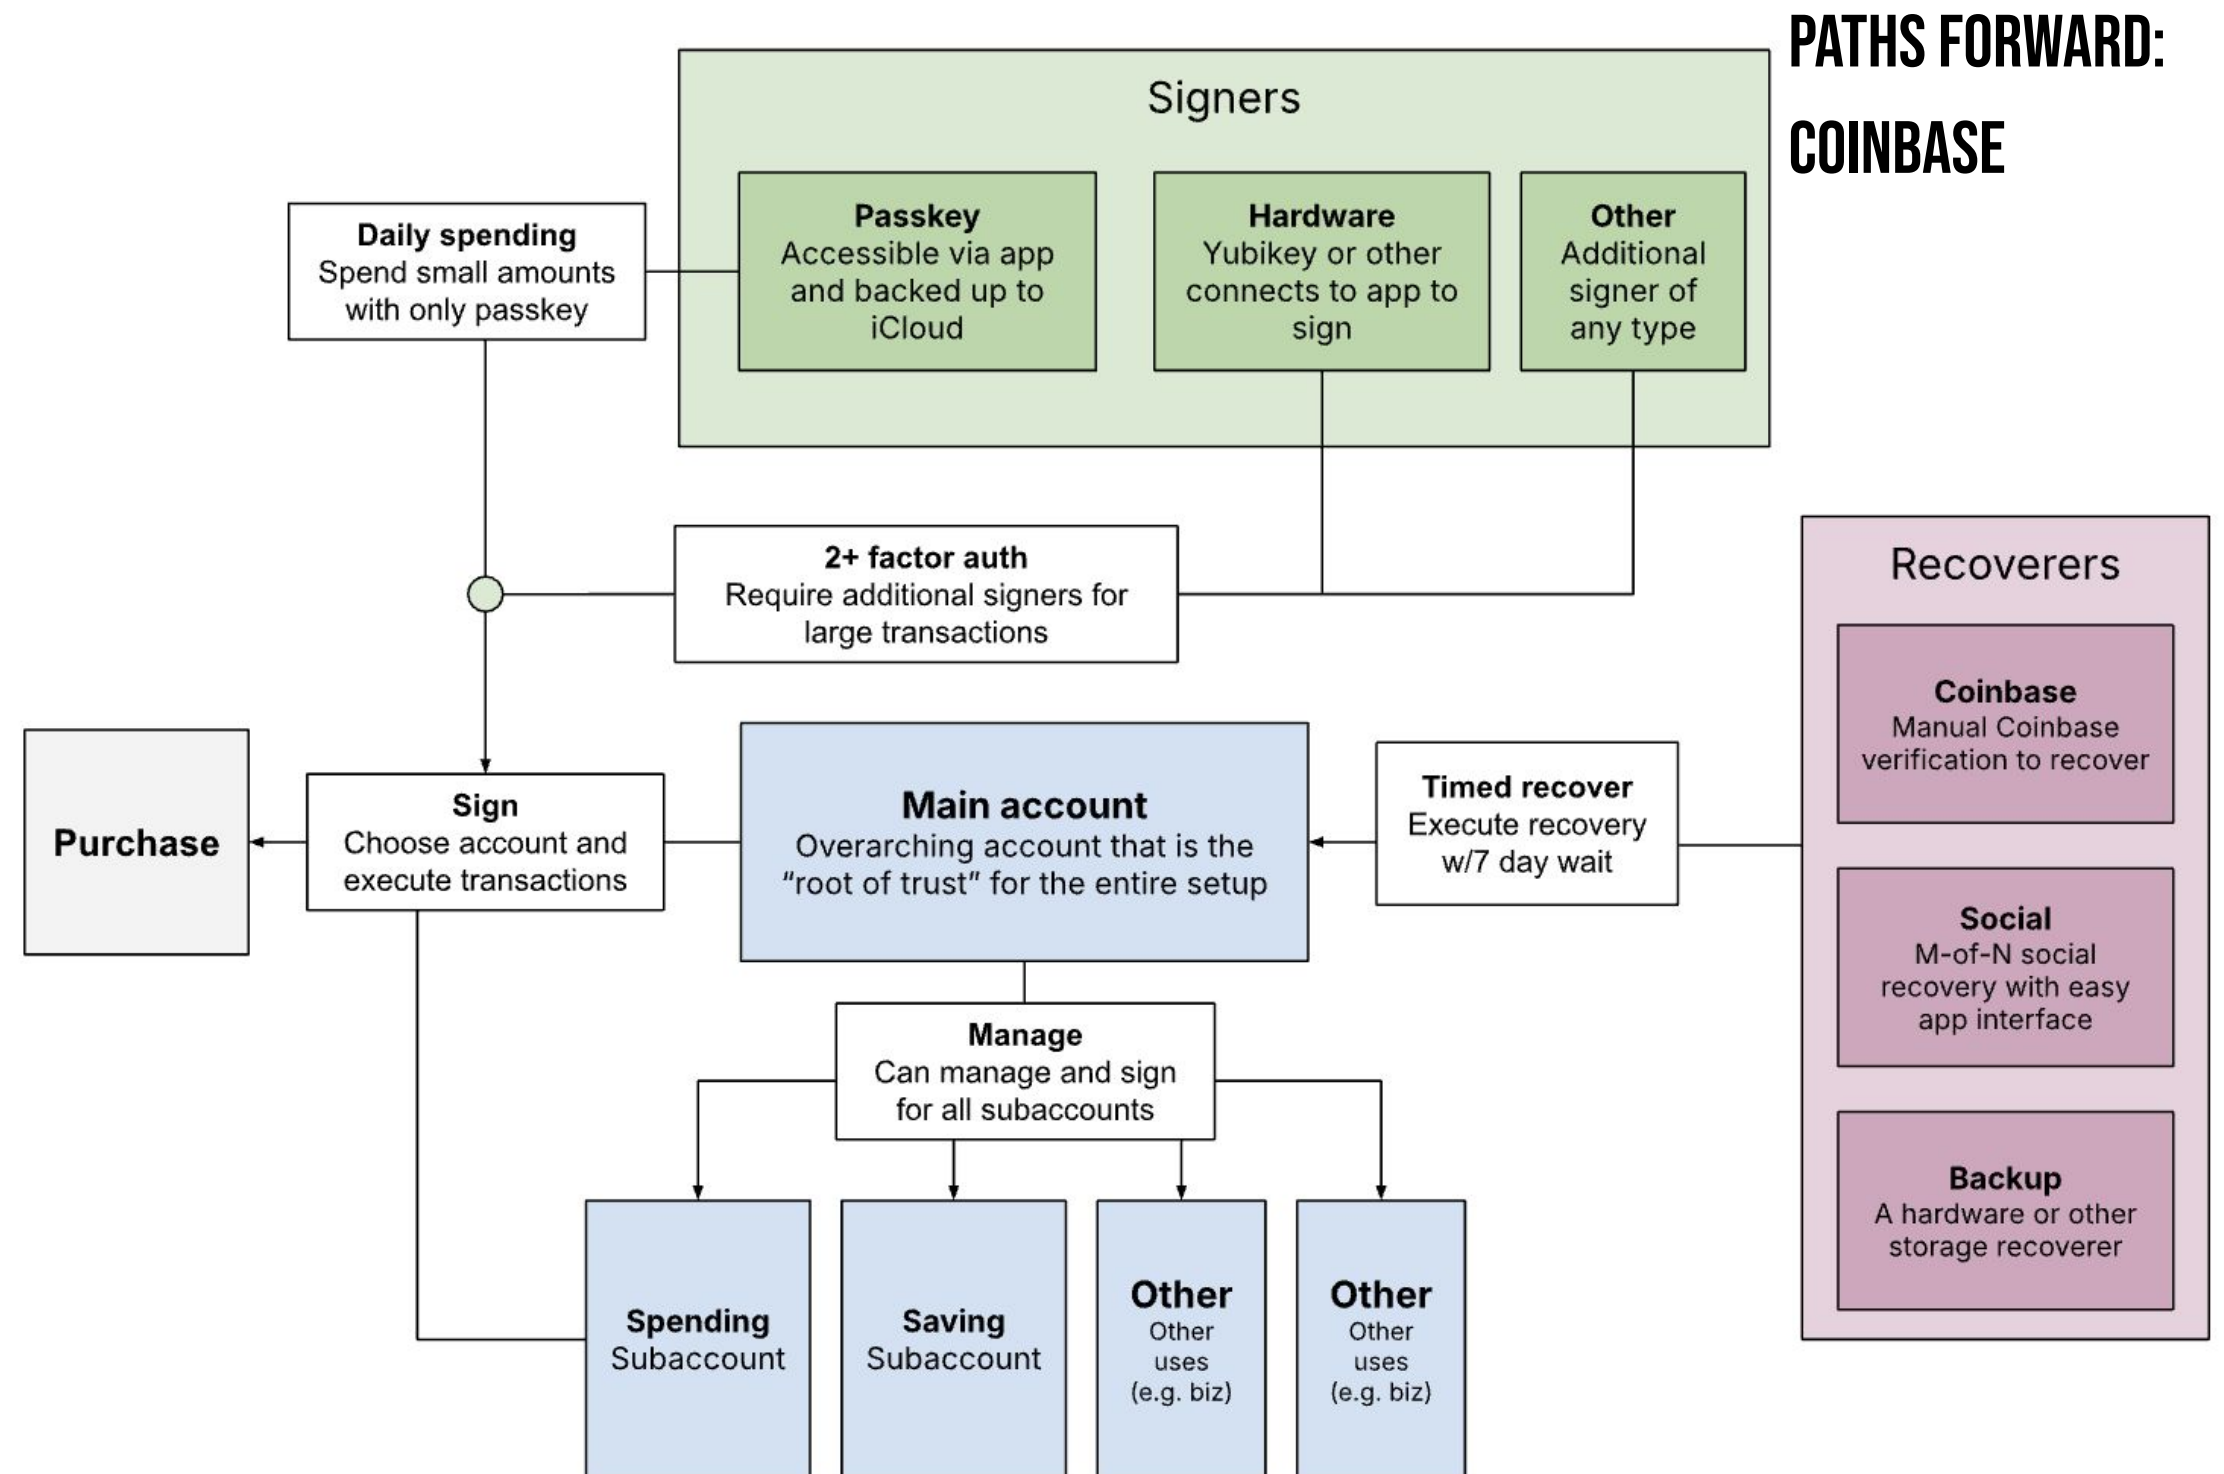 PATHS FORWARD:
COINBASE
Signers
Passkey
Accessible via app
and backed up to
iCloud
Hardware
Yubikey or other
connects to app to
sign
Other
Additional
signer of
any type
Daily spending
Spend small amounts
with only passkey
2+ factor auth
Require additional signers for
large transactions
Recoverers
Coinbase
Manual Coinbase
verification to recover
Social
M-of-N social
recovery with easy
app interface
Backup
A hardware or other
storage recoverer
Purchase
Sign
Choose account and
execute transactions
Main account
Overarching account that is the
“root of trust” for the entire setup
Timed recover
Execute recovery
w/7 day wait
Manage
Can manage and sign
for all subaccounts
Spending
Subaccount
Saving
Subaccount
Other
Other
uses
(e.g. biz)
Other
Other
uses
(e.g. biz)